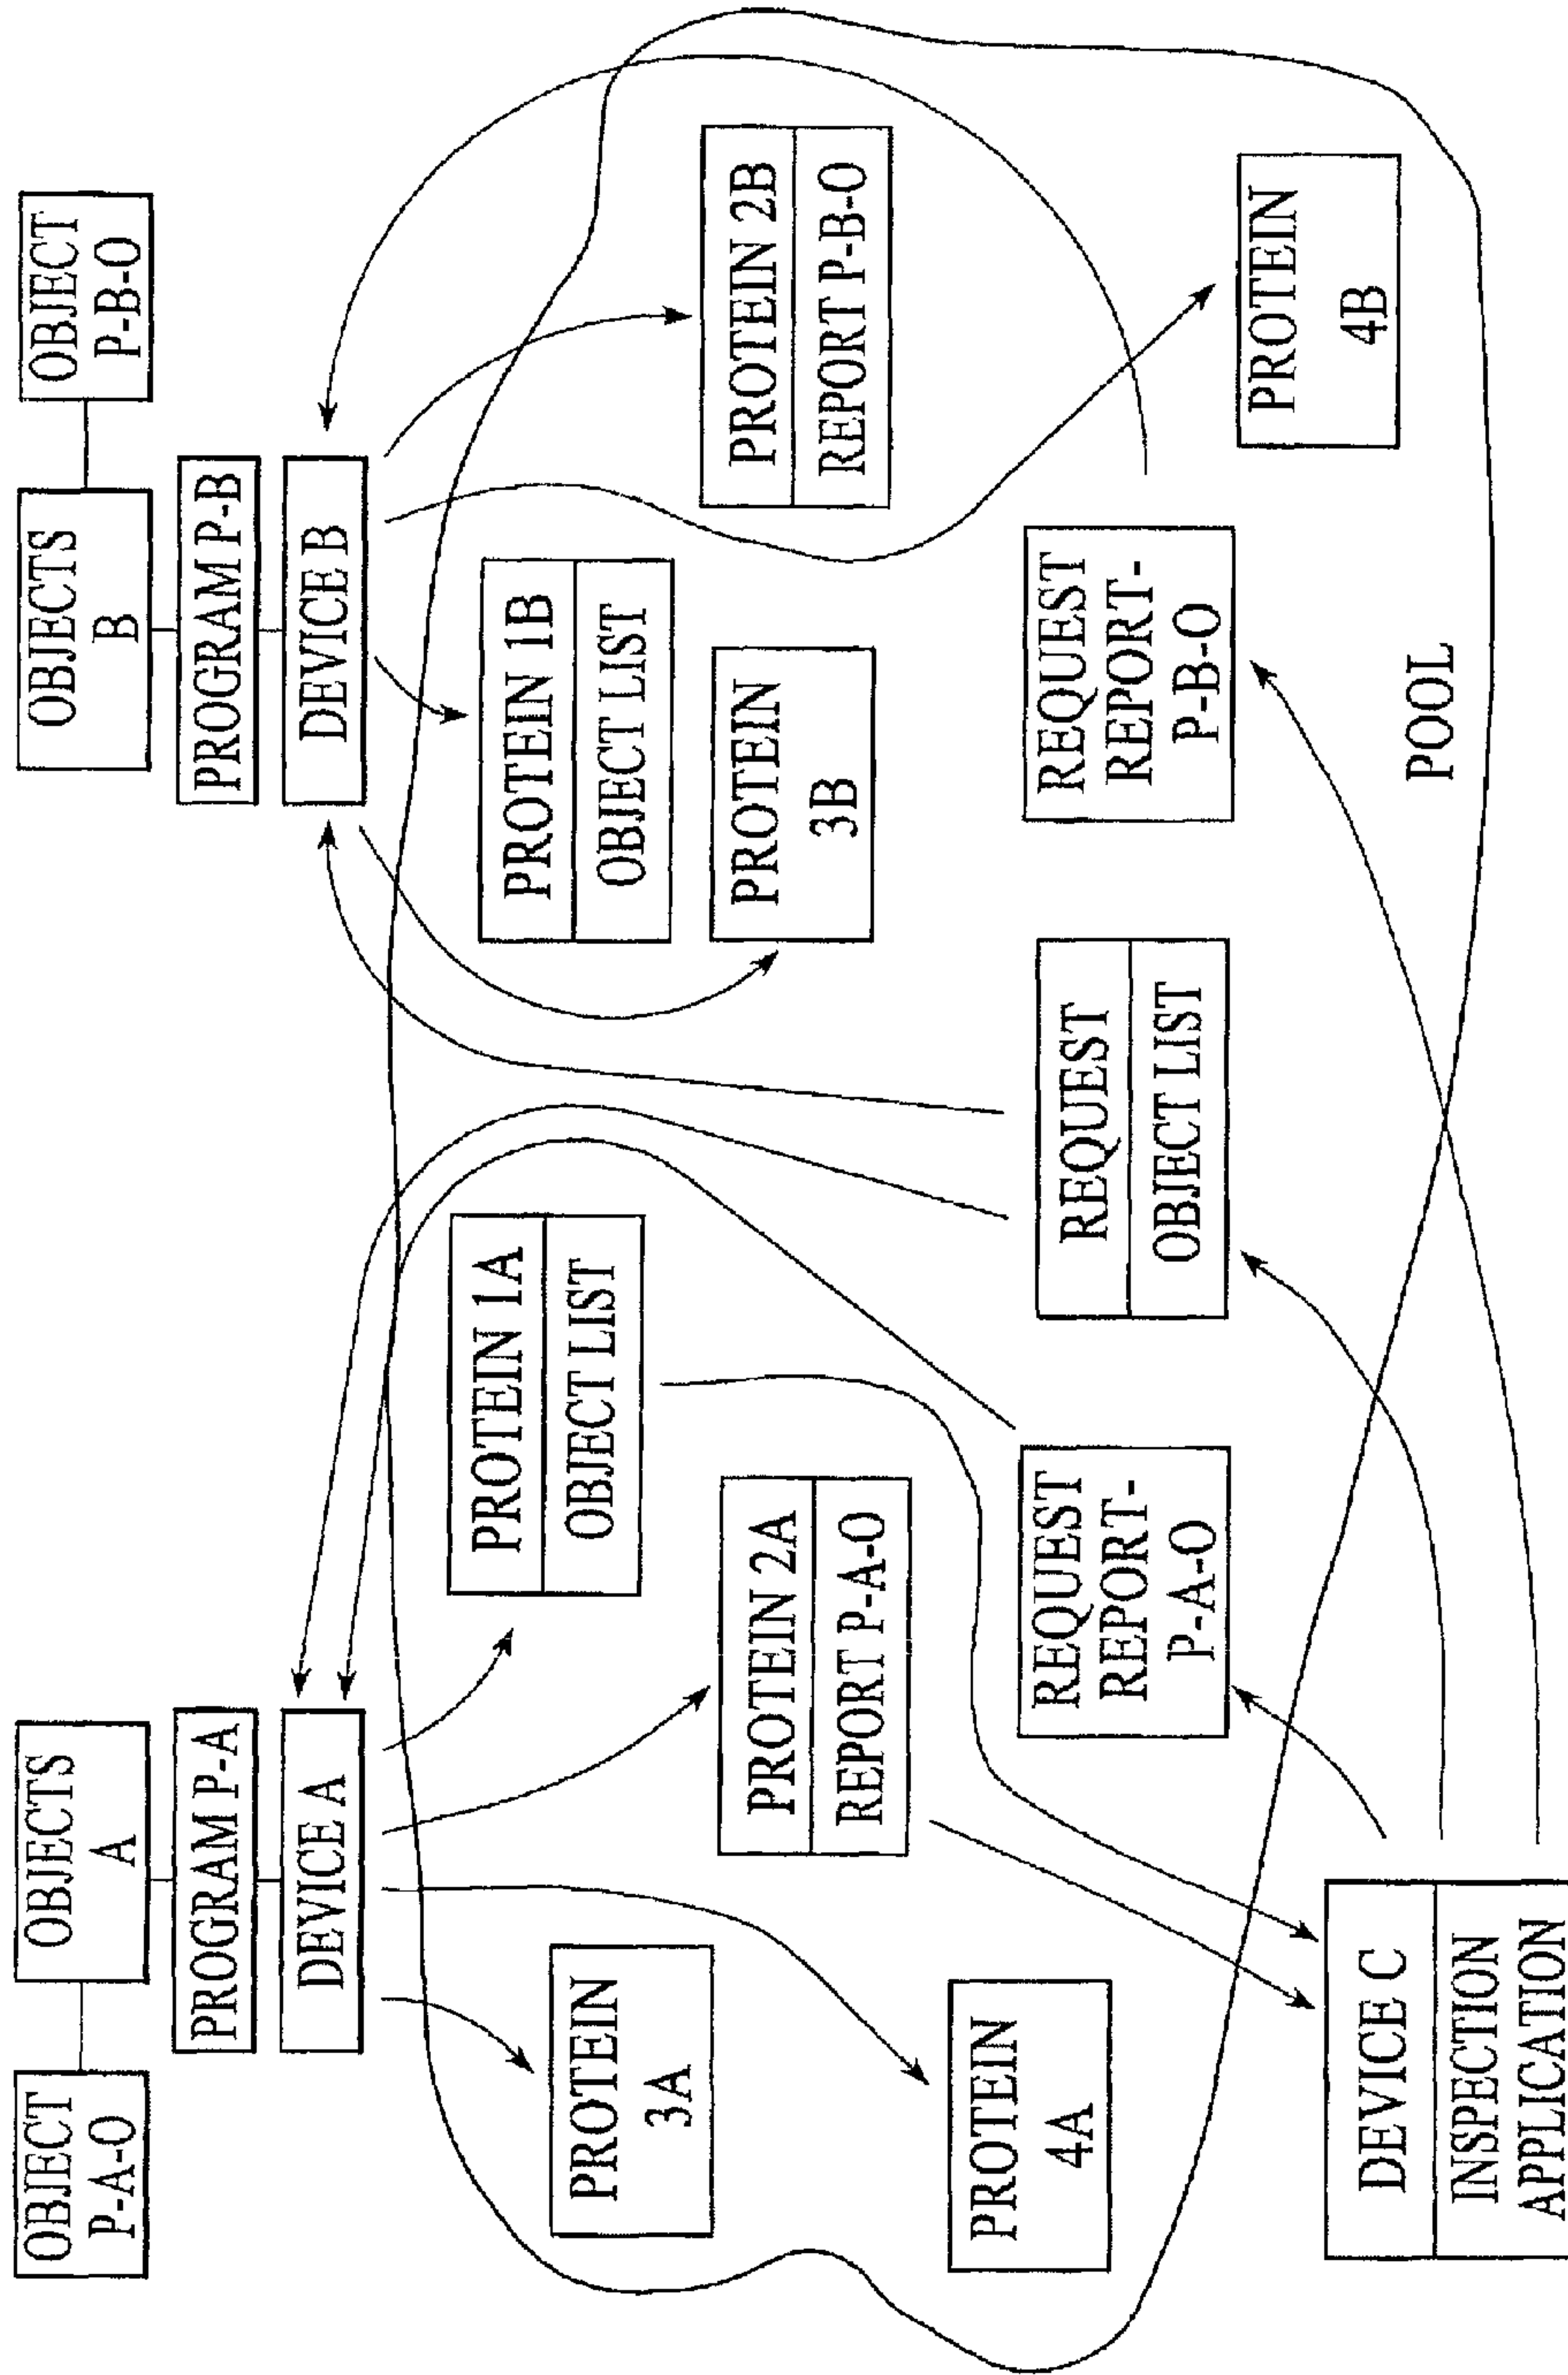 OBJECT
P-A-O
OBJECTS
A
OBJECTS
B
OBJECT
P-B-O
PROGRAM P-A
PROGRAM P-B
DEVICE A
DEVICE B
PROTEIN
3A
PROTEIN 1A
OBJECT LIST
PROTEIN 1B
OBJECT LIST
PROTEIN 2A
REPORT P-A-O
PROTEIN
3B
PROTEIN 2B
REPORT P-B-O
PROTEIN
4A
REQUEST
REPORT-
P-A-O
REQUEST
OBJECT LIST
REQUEST
REPORT-
P-B-O
PROTEIN
4B
DEVICE C
INSPECTION
APPLICATION
POOL